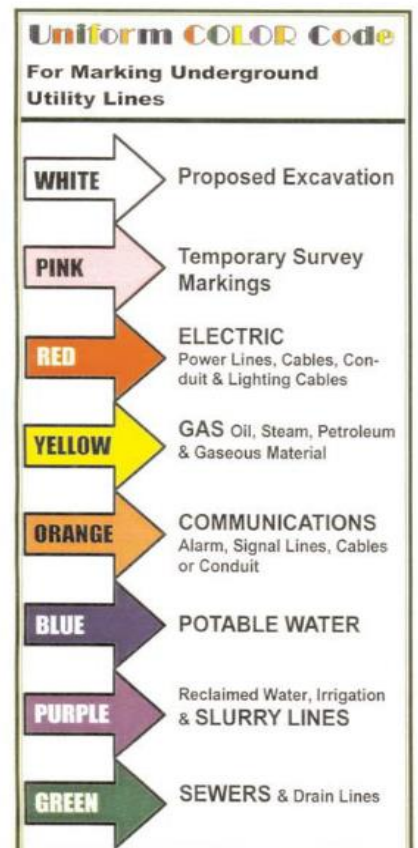 Uniform COLOR Code
For Marking Underground
Utility Lines
WHITE
Proposed Excavation
PINK
Temporary Survey
Markings
RED
ELECTRIC
Power Lines, Cables, Con-
duit & Lighting Cables
YELLOW
GAS Oil, Steam, Petroleum
& Gaseous Material
ORANGE
COMMUNICATIONS
Alarm, Signal Lines, Cables
or Conduit
BLUE
POTABLE WATER
PURPLE
Reclaimed Water, Irrigation
& SLURRY LINES
GREEN
SEWERS & Drain Lines